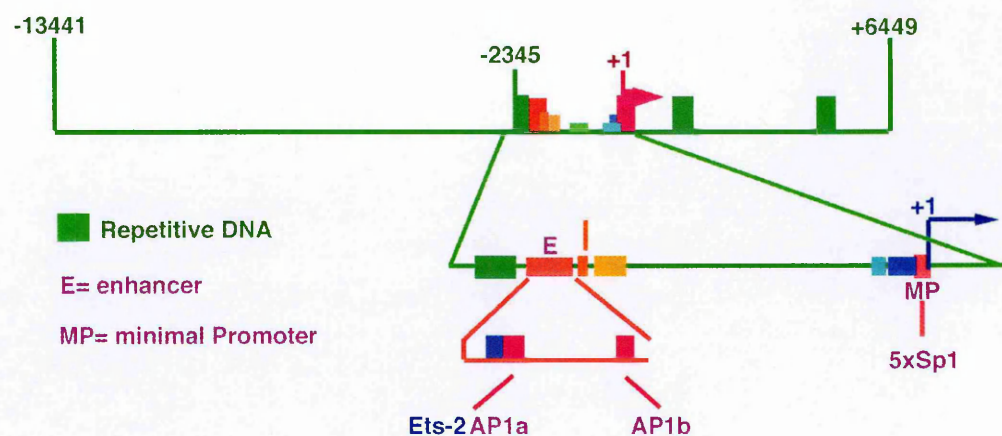 -13441
+6449
-2345
+1
+1
Repetitive DNA
E
E= enhancer
MP
MP= minimal Promoter
5xSp1
Ets-2 AP1a
AP1b